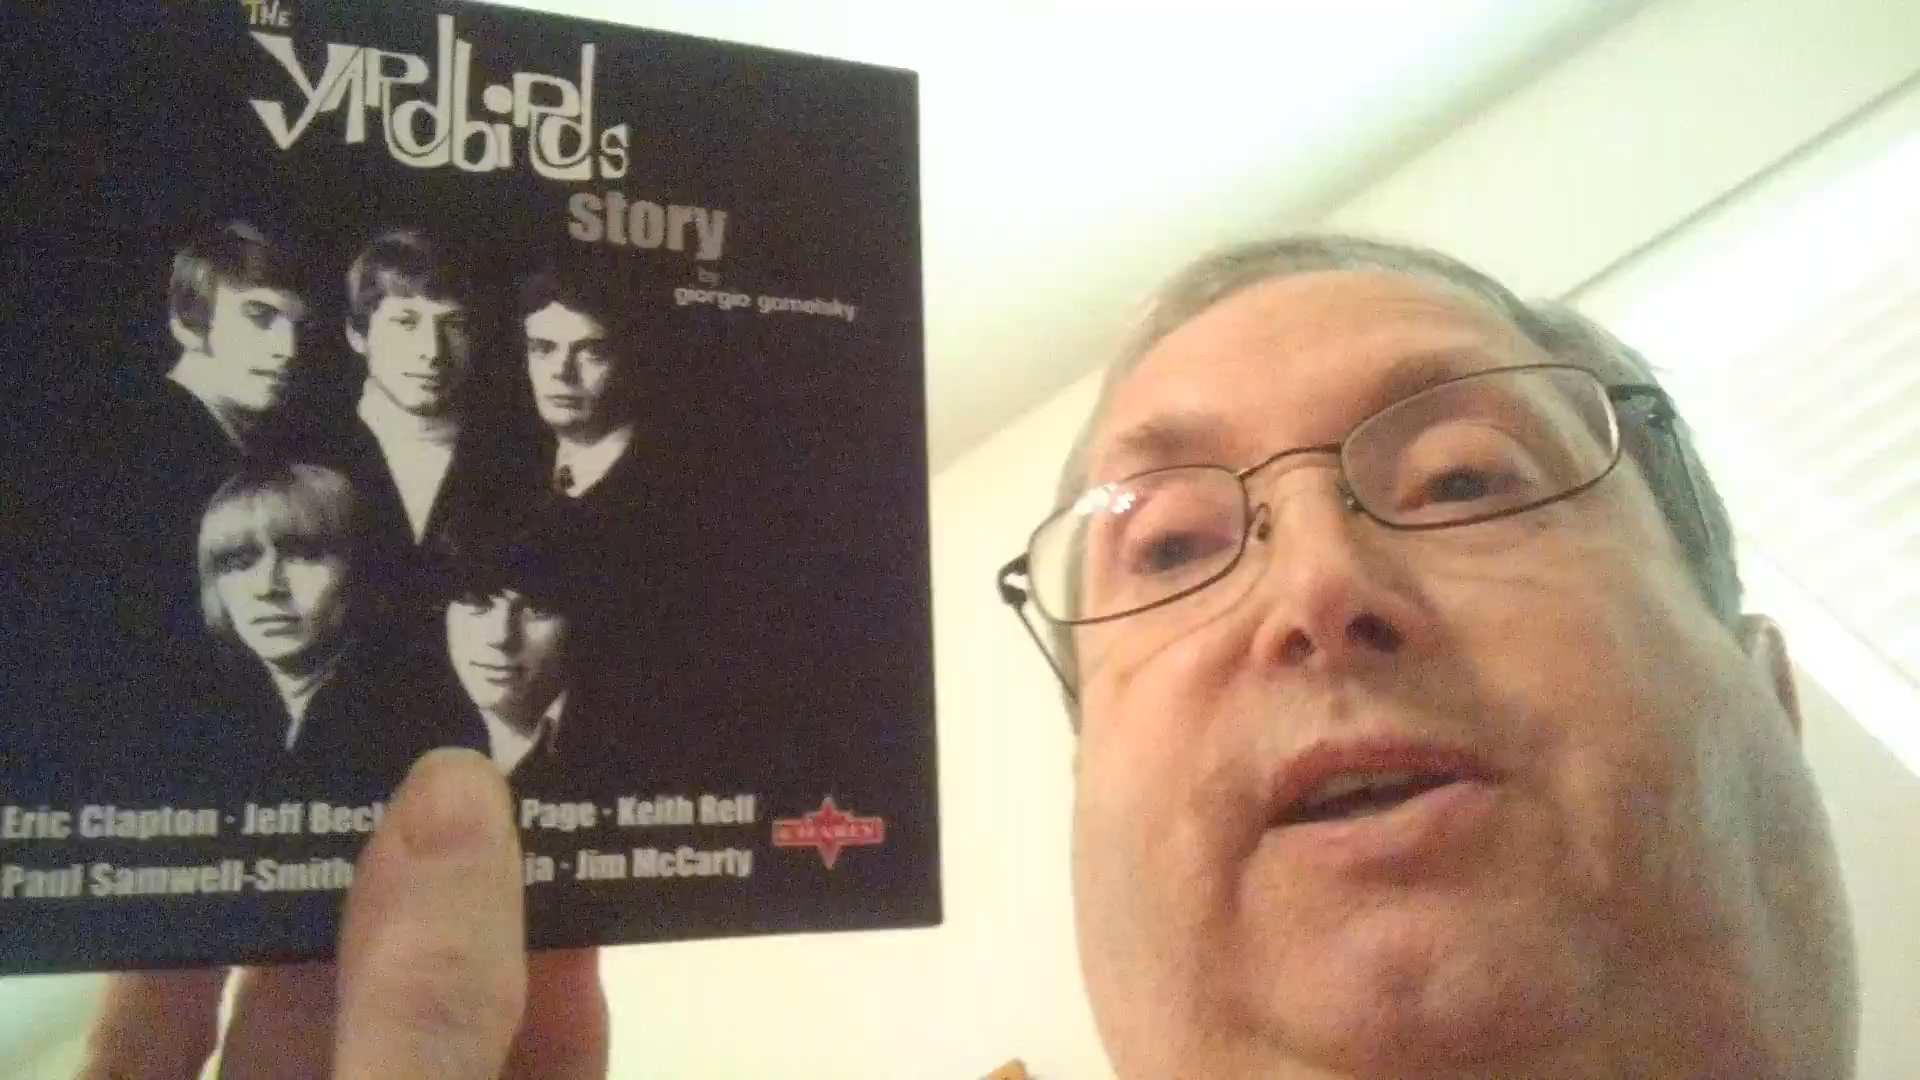 THE
YARDbiRds
story
by
giorgio gomelsky
Eric Clapton · Jeff Bec Page · Keith Relf
Paul Samwell-Smith ja · Jim McCarty